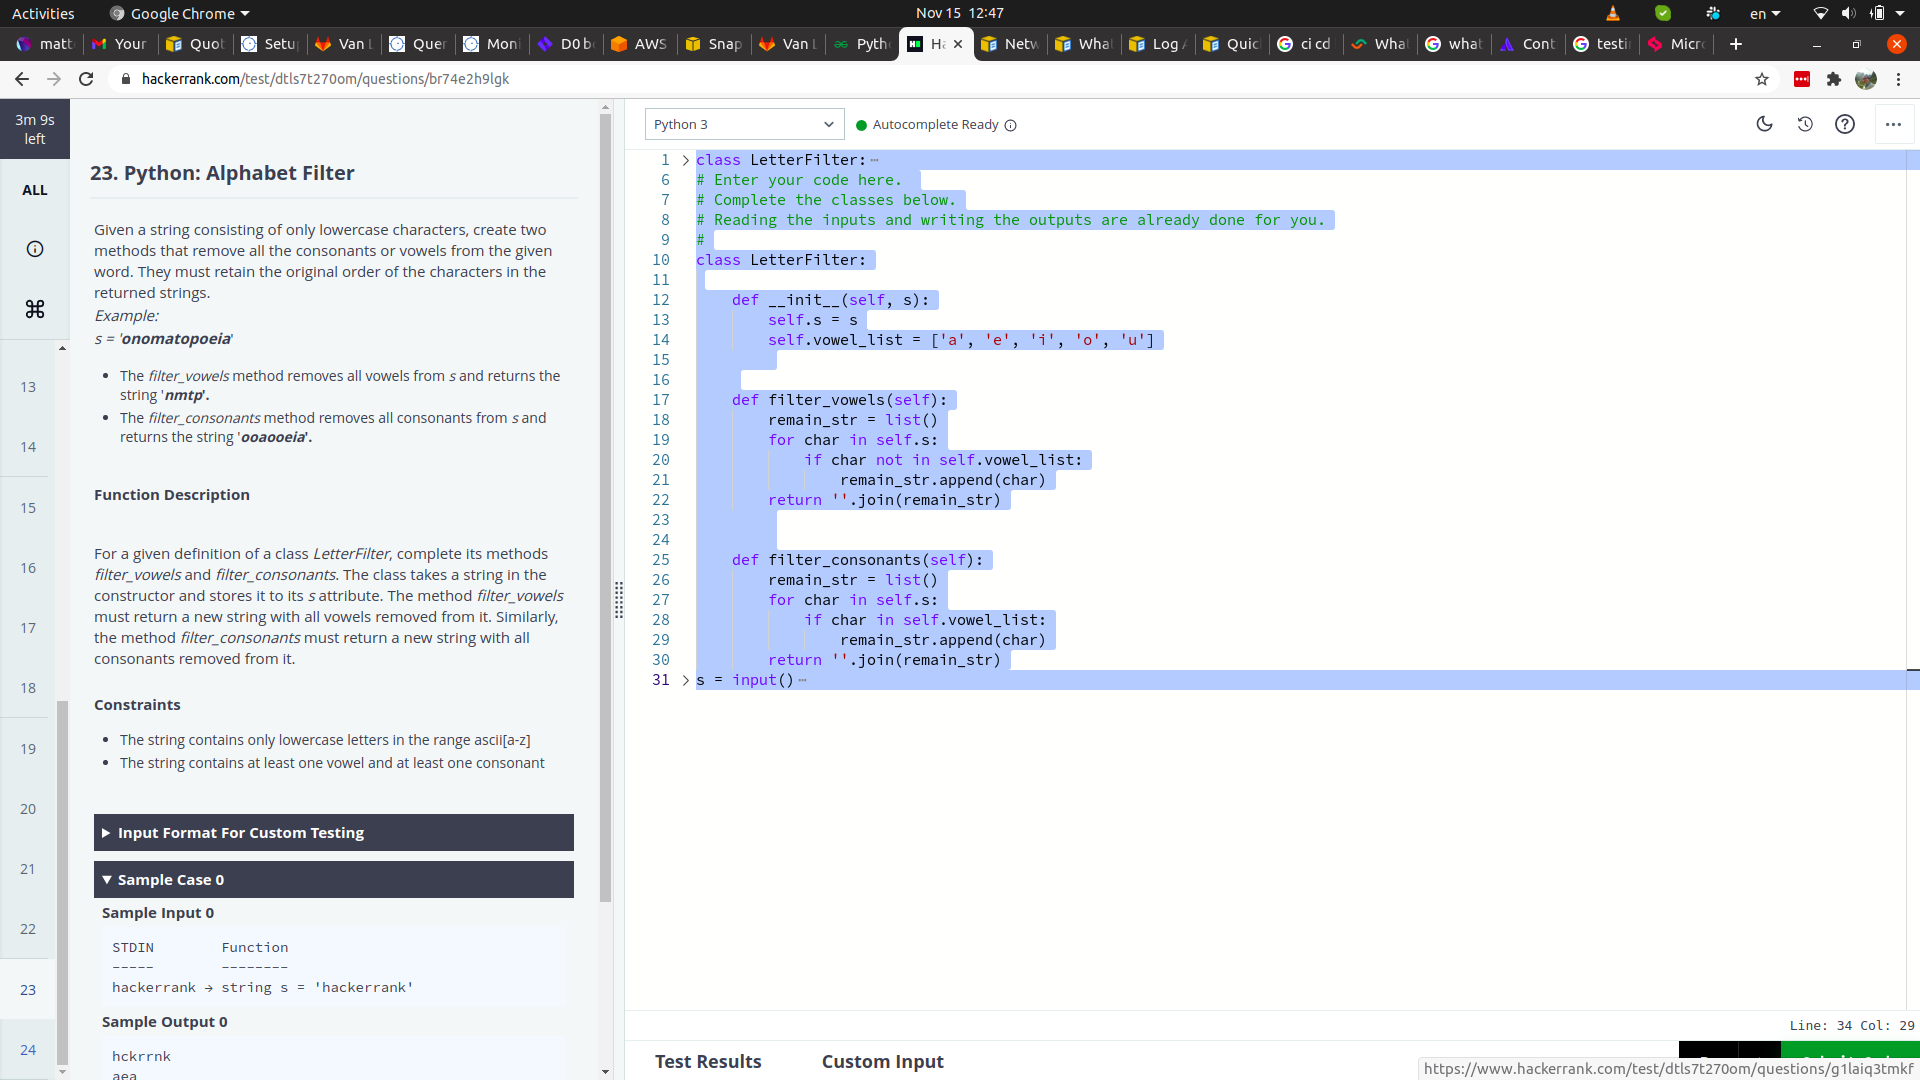 Activities Google Chrome Nov 15 12:47 en
matt Your Quot Setu Van L Quer Moni D0 be AWS Snap Van L Pyth Ha Netw What Log A Quic ci cd What what Cont testi Micro
hackerrank.com/test/dtls7t270om/questions/br74e2h9lgk
3m 9s
left
ALL
13
14
15
16
17
18
19
20
21
22
23
24
23. Python: Alphabet Filter
Given a string consisting of only lowercase characters, create two
methods that remove all the consonants or vowels from the given
word. They must retain the original order of the characters in the
returned strings.
Example:
s = 'onomatopoeia'
• The filter_vowels method removes all vowels from s and returns the
string 'nmtp'.
• The filter_consonants method removes all consonants from s and
returns the string 'ooaooeia'.
Function Description
For a given definition of a class LetterFilter, complete its methods
filter_vowels and filter_consonants. The class takes a string in the
constructor and stores it to its s attribute. The method filter_vowels
must return a new string with all vowels removed from it. Similarly,
the method filter_consonants must return a new string with all
consonants removed from it.
Constraints
• The string contains only lowercase letters in the range ascii[a-z]
• The string contains at least one vowel and at least one consonant
Input Format For Custom Testing
Sample Case 0
Sample Input 0
STDIN Function
----- --------
hackerrank → string s = 'hackerrank'
Sample Output 0
hckrrnk
aea
Python 3
Autocomplete Ready
1 class LetterFilter:
6 # Enter your code here.
7 # Complete the classes below.
8 # Reading the inputs and writing the outputs are already done for you.
9 #
10 class LetterFilter:
11
12 def __init__(self, s):
13 self.s = s
14 self.vowel_list = ['a', 'e', 'i', 'o', 'u']
15
16
17 def filter_vowels(self):
18 remain_str = list()
19 for char in self.s:
20 if char not in self.vowel_list:
21 remain_str.append(char)
22 return ''.join(remain_str)
23
24
25 def filter_consonants(self):
26 remain_str = list()
27 for char in self.s:
28 if char in self.vowel_list:
29 remain_str.append(char)
30 return ''.join(remain_str)
31 s = input()
Line: 34 Col: 29
Test Results Custom Input
https://www.hackerrank.com/test/dtls7t270om/questions/g1laiq3tmkf